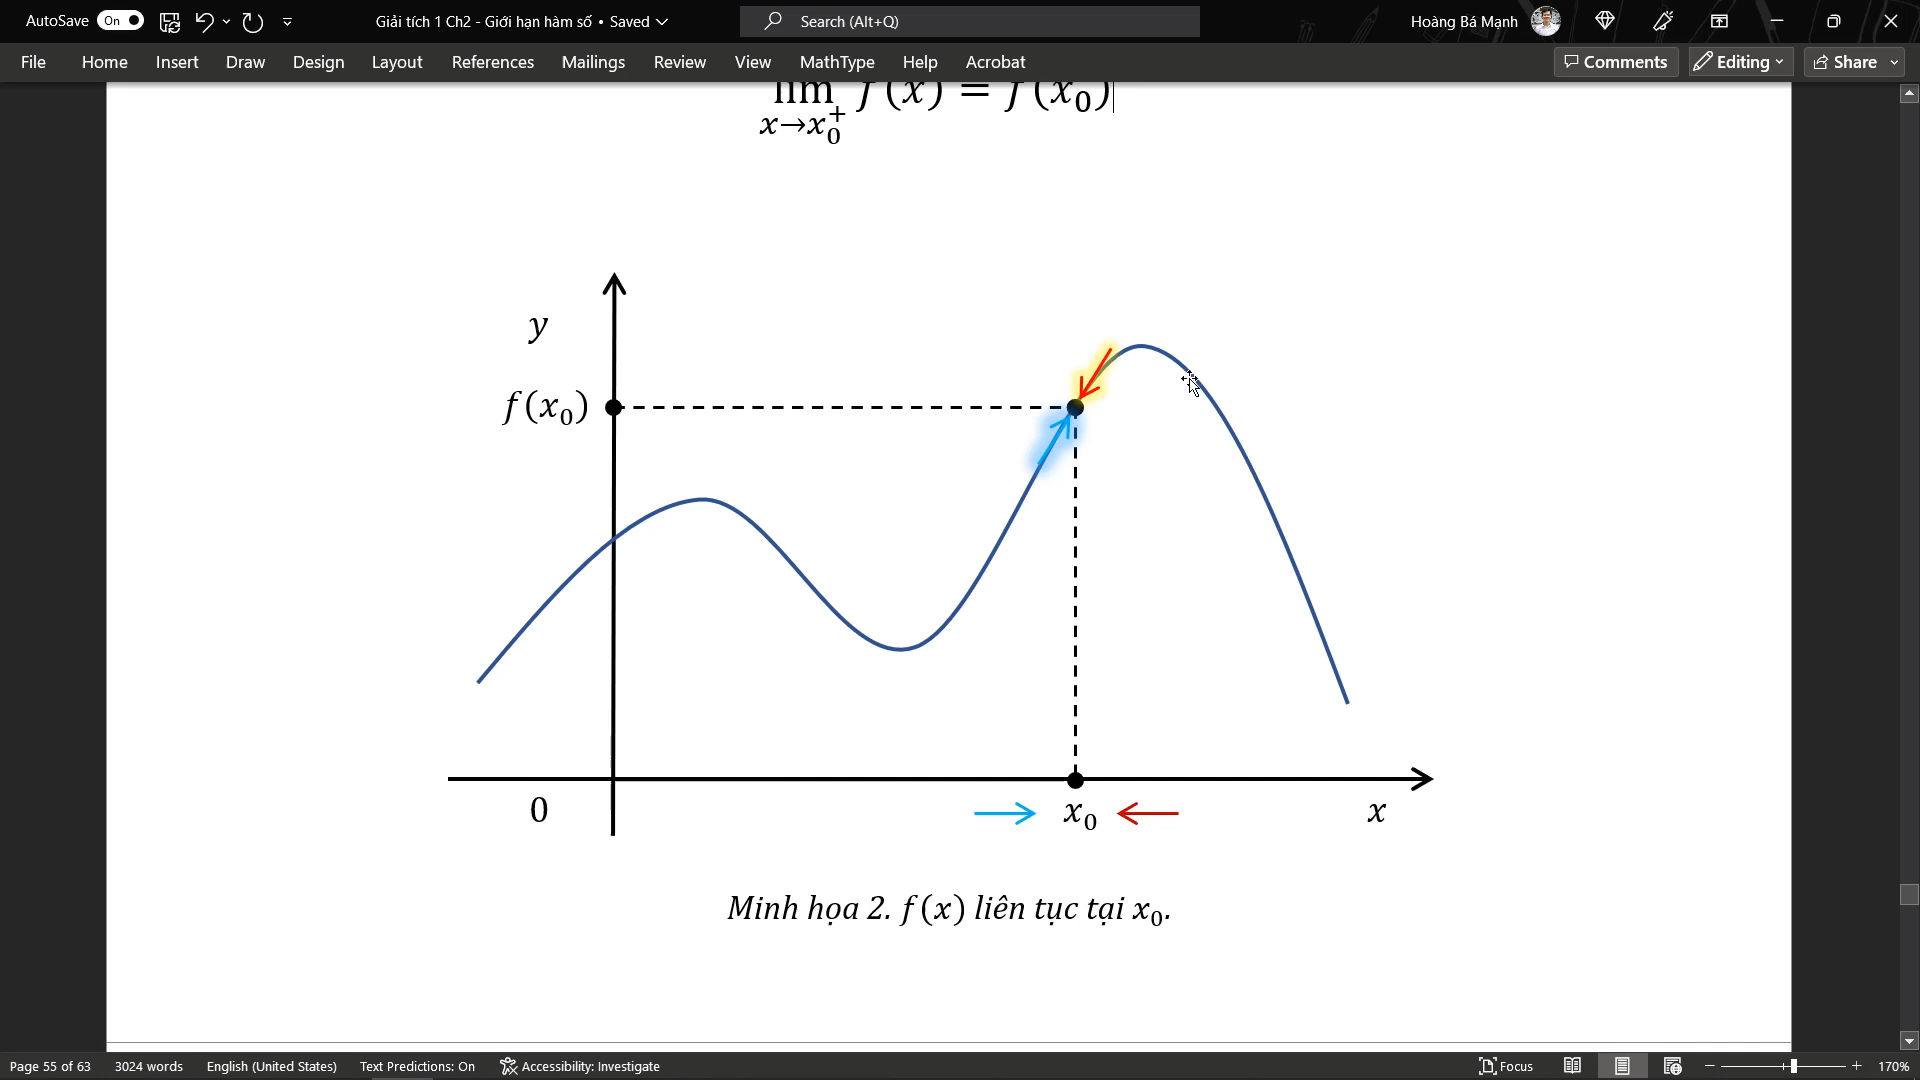 AutoSave On Giải tích 1 Ch2 - Giới hạn hàm số • Saved Search (Alt+Q) Hoàng Bá Mạnh
File Home Insert Draw Design Layout References Mailings Review View MathType Help Acrobat Comments Editing Share
lim f(x) = f(x₀)
x→x₀⁺
y
f(x₀)
0 x₀ x
Minh họa 2. f(x) liên tục tại x₀.
Page 55 of 63 3024 words English (United States) Text Predictions: On Accessibility: Investigate Focus 170%